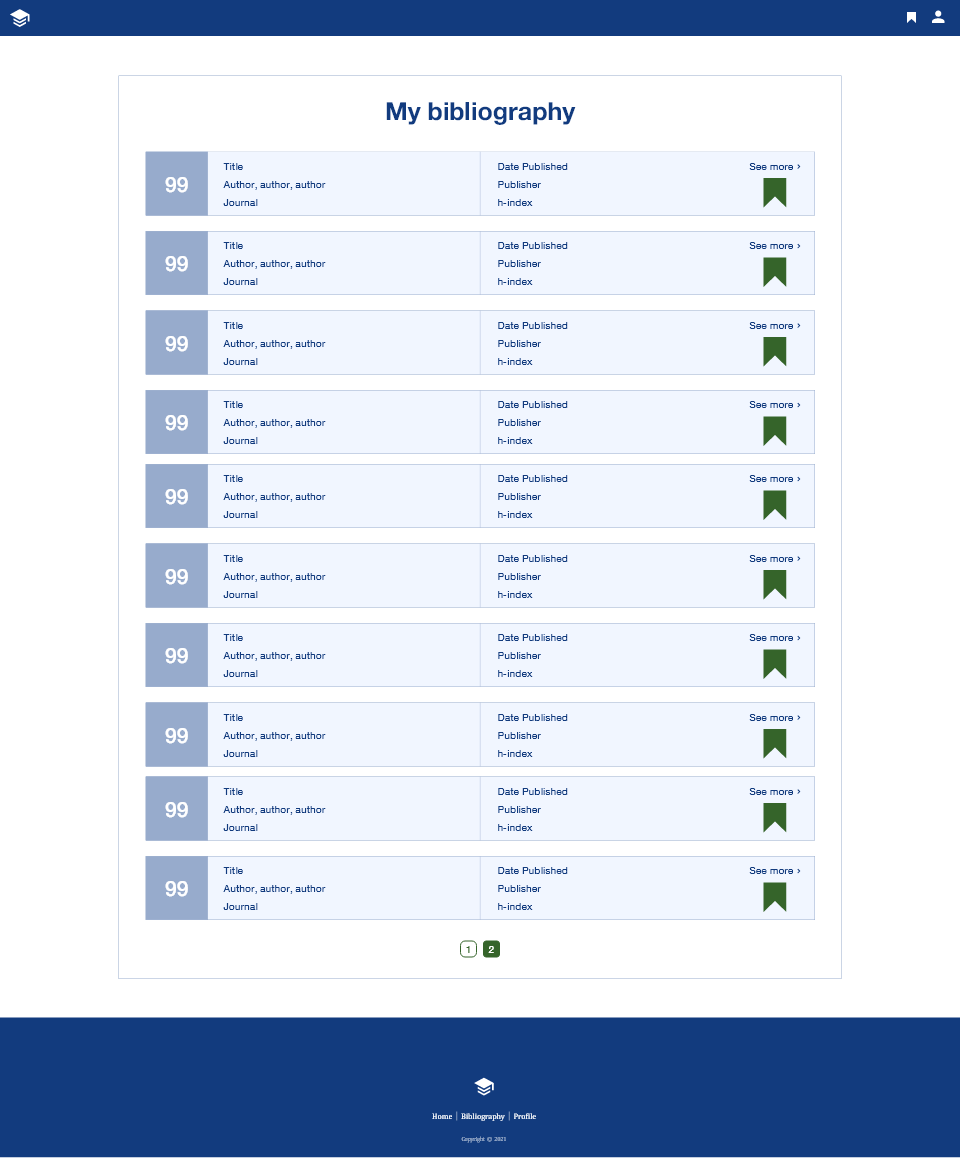 My bibliography
99
Title
Author, author, author
Journal
Date Published
Publisher
h-index
See more ›
99
Title
Author, author, author
Journal
Date Published
Publisher
h-index
See more ›
99
Title
Author, author, author
Journal
Date Published
Publisher
h-index
See more ›
99
Title
Author, author, author
Journal
Date Published
Publisher
h-index
See more ›
99
Title
Author, author, author
Journal
Date Published
Publisher
h-index
See more ›
99
Title
Author, author, author
Journal
Date Published
Publisher
h-index
See more ›
99
Title
Author, author, author
Journal
Date Published
Publisher
h-index
See more ›
99
Title
Author, author, author
Journal
Date Published
Publisher
h-index
See more ›
99
Title
Author, author, author
Journal
Date Published
Publisher
h-index
See more ›
99
Title
Author, author, author
Journal
Date Published
Publisher
h-index
See more ›
1 2
Home | Bibliography | Profile
Copyright © 2021